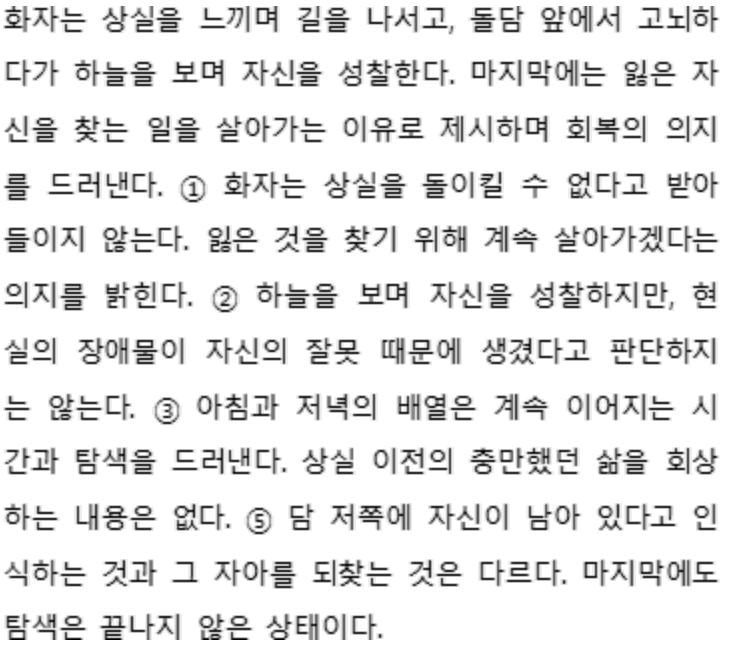 화자는 상실을 느끼며 길을 나서고, 돌담 앞에서 고뇌하
다가 하늘을 보며 자신을 성찰한다. 마지막에는 잃은 자
신을 찾는 일을 살아가는 이유로 제시하며 회복의 의지
를 드러낸다. ① 화자는 상실을 돌이킬 수 없다고 받아
들이지 않는다. 잃은 것을 찾기 위해 계속 살아가겠다는
의지를 밝힌다. ② 하늘을 보며 자신을 성찰하지만, 현
실의 장애물이 자신의 잘못 때문에 생겼다고 판단하지
는 않는다. ③ 아침과 저녁의 배열은 계속 이어지는 시
간과 탐색을 드러낸다. 상실 이전의 충만했던 삶을 회상
하는 내용은 없다. ⑤ 담 저쪽에 자신이 남아 있다고 인
식하는 것과 그 자아를 되찾는 것은 다르다. 마지막에도
탐색은 끝나지 않은 상태이다.